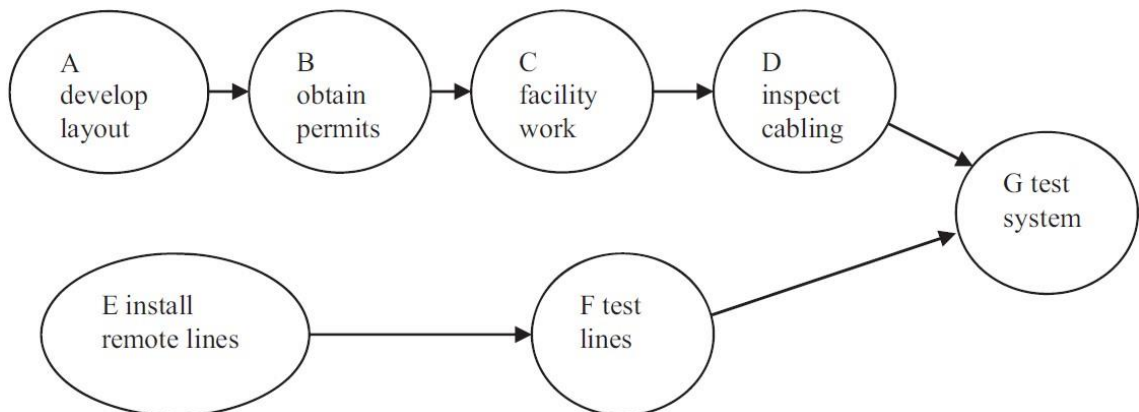 A
develop
layout
B
obtain
permits
C
facility
work
D
inspect
cabling
G test
system
E install
remote lines
F test
lines